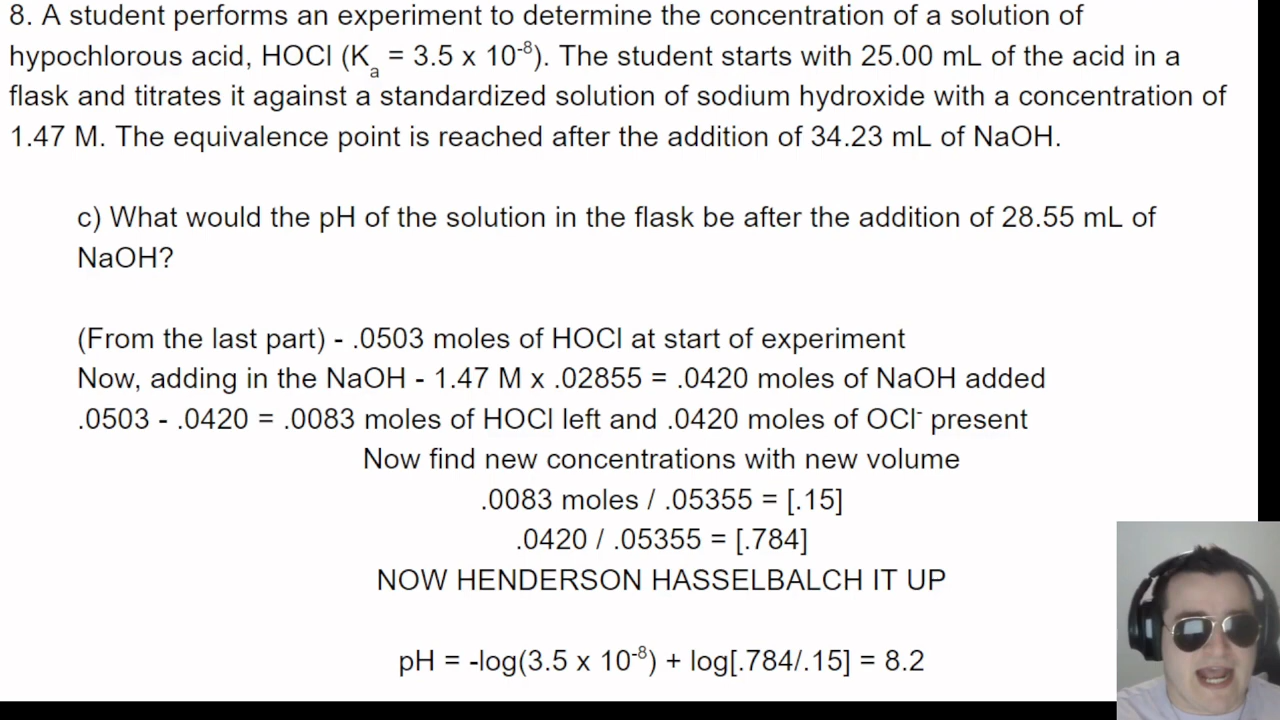 8. A student performs an experiment to determine the concentration of a solution of
hypochlorous acid, HOCl (Kₐ = 3.5 x 10⁻⁸). The student starts with 25.00 mL of the acid in a
flask and titrates it against a standardized solution of sodium hydroxide with a concentration of
1.47 M. The equivalence point is reached after the addition of 34.23 mL of NaOH.
c) What would the pH of the solution in the flask be after the addition of 28.55 mL of
NaOH?
(From the last part) - .0503 moles of HOCl at start of experiment
Now, adding in the NaOH - 1.47 M x .02855 = .0420 moles of NaOH added
.0503 - .0420 = .0083 moles of HOCl left and .0420 moles of OCl⁻ present
Now find new concentrations with new volume
.0083 moles / .05355 = [.15]
.0420 / .05355 = [.784]
NOW HENDERSON HASSELBALCH IT UP
pH = -log(3.5 x 10⁻⁸) + log[.784/.15] = 8.2